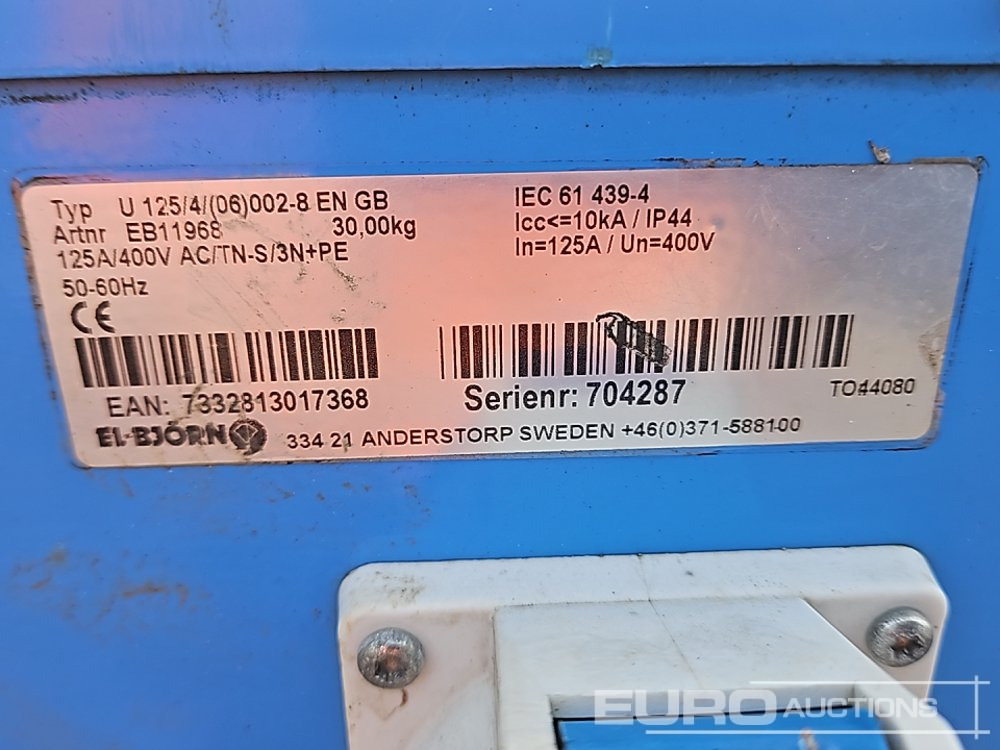 Typ U 125/4/(06)002-8 EN GB
Artnr EB11968 30,00kg
125A/400V AC/TN-S/3N+PE
50-60Hz
IEC 61 439-4
Icc<=10kA / IP44
In=125A / Un=400V
CE
EAN: 7332813017368
Serienr: 704287
TO44080
EL-BJÖRN
334 21 ANDERSTORP SWEDEN +46(0)371-588100
EURO AUCTIONS